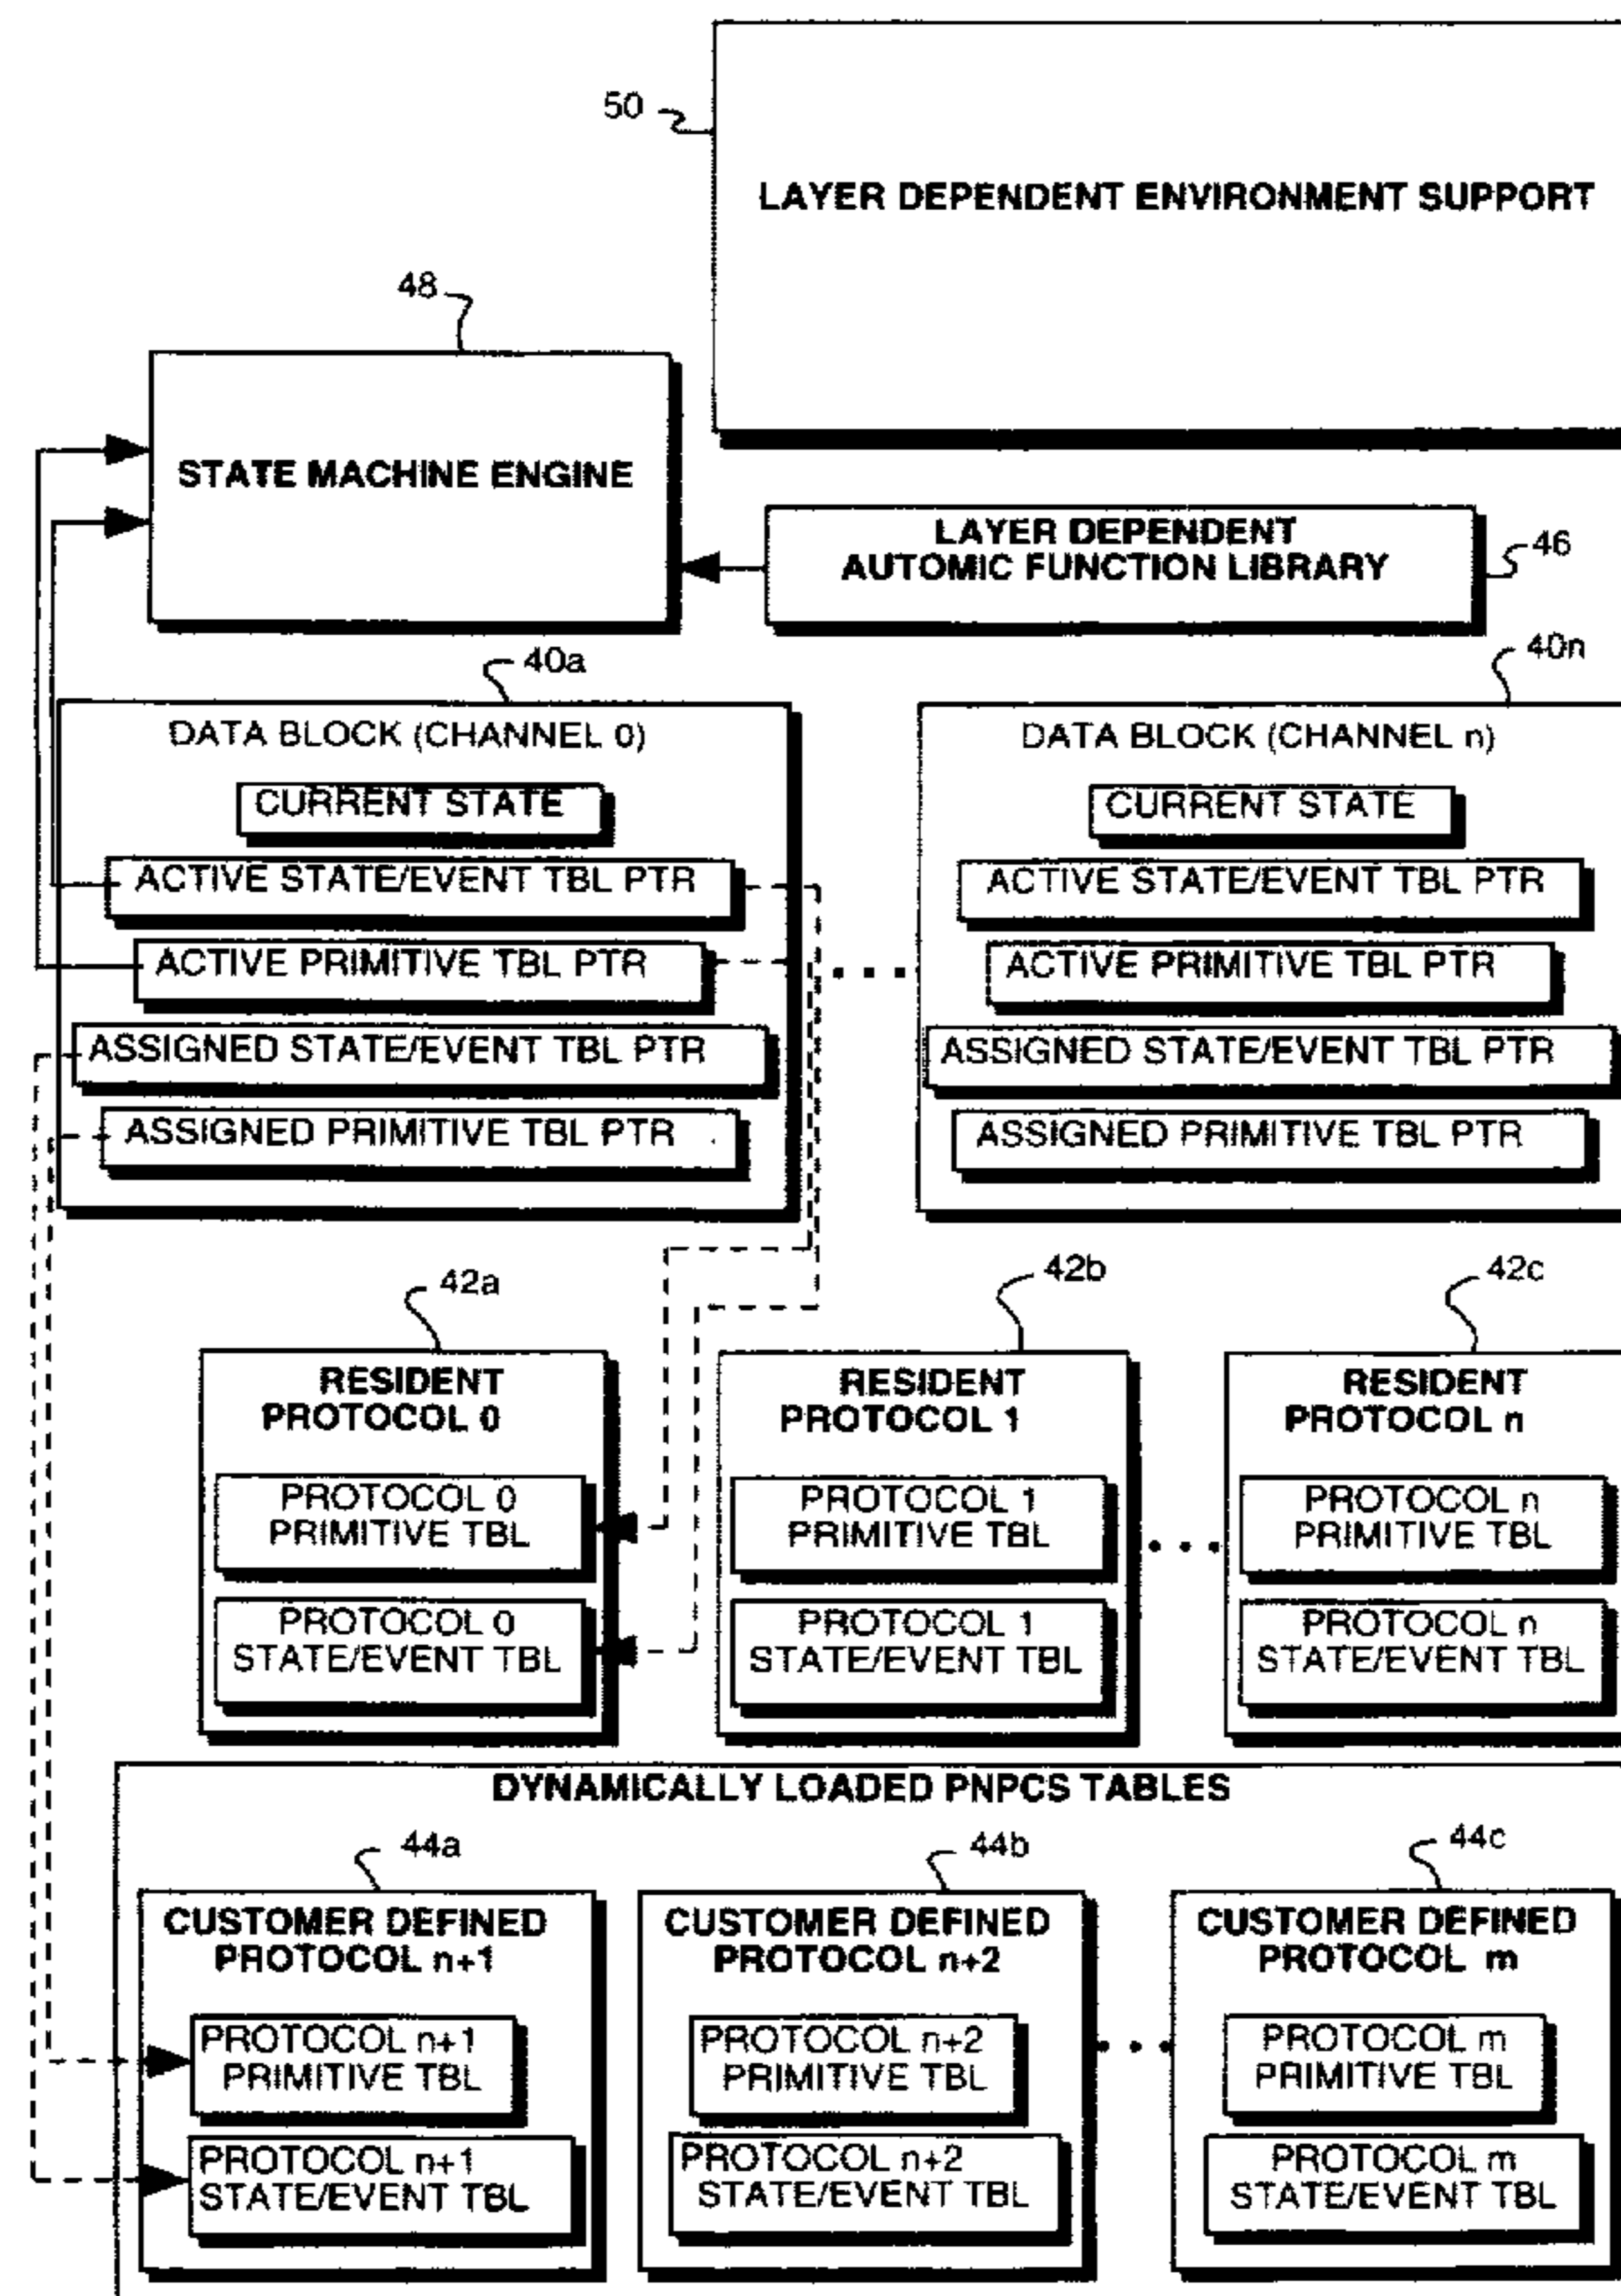 50
LAYER DEPENDENT ENVIRONMENT SUPPORT
48
STATE MACHINE ENGINE
LAYER DEPENDENT
AUTOMIC FUNCTION LIBRARY
46
40a
DATA BLOCK (CHANNEL 0)
CURRENT STATE
ACTIVE STATE/EVENT TBL PTR
ACTIVE PRIMITIVE TBL PTR
ASSIGNED STATE/EVENT TBL PTR
ASSIGNED PRIMITIVE TBL PTR
40n
DATA BLOCK (CHANNEL n)
CURRENT STATE
ACTIVE STATE/EVENT TBL PTR
ACTIVE PRIMITIVE TBL PTR
ASSIGNED STATE/EVENT TBL PTR
ASSIGNED PRIMITIVE TBL PTR
42a
RESIDENT
PROTOCOL 0
PROTOCOL 0
PRIMITIVE TBL
PROTOCOL 0
STATE/EVENT TBL
42b
RESIDENT
PROTOCOL 1
PROTOCOL 1
PRIMITIVE TBL
PROTOCOL 1
STATE/EVENT TBL
42c
RESIDENT
PROTOCOL n
PROTOCOL n
PRIMITIVE TBL
PROTOCOL n
STATE/EVENT TBL
DYNAMICALLY LOADED PNPCS TABLES
44a
CUSTOMER DEFINED
PROTOCOL n+1
PROTOCOL n+1
PRIMITIVE TBL
PROTOCOL n+1
STATE/EVENT TBL
44b
CUSTOMER DEFINED
PROTOCOL n+2
PROTOCOL n+2
PRIMITIVE TBL
PROTOCOL n+2
STATE/EVENT TBL
44c
CUSTOMER DEFINED
PROTOCOL m
PROTOCOL m
PRIMITIVE TBL
PROTOCOL m
STATE/EVENT TBL